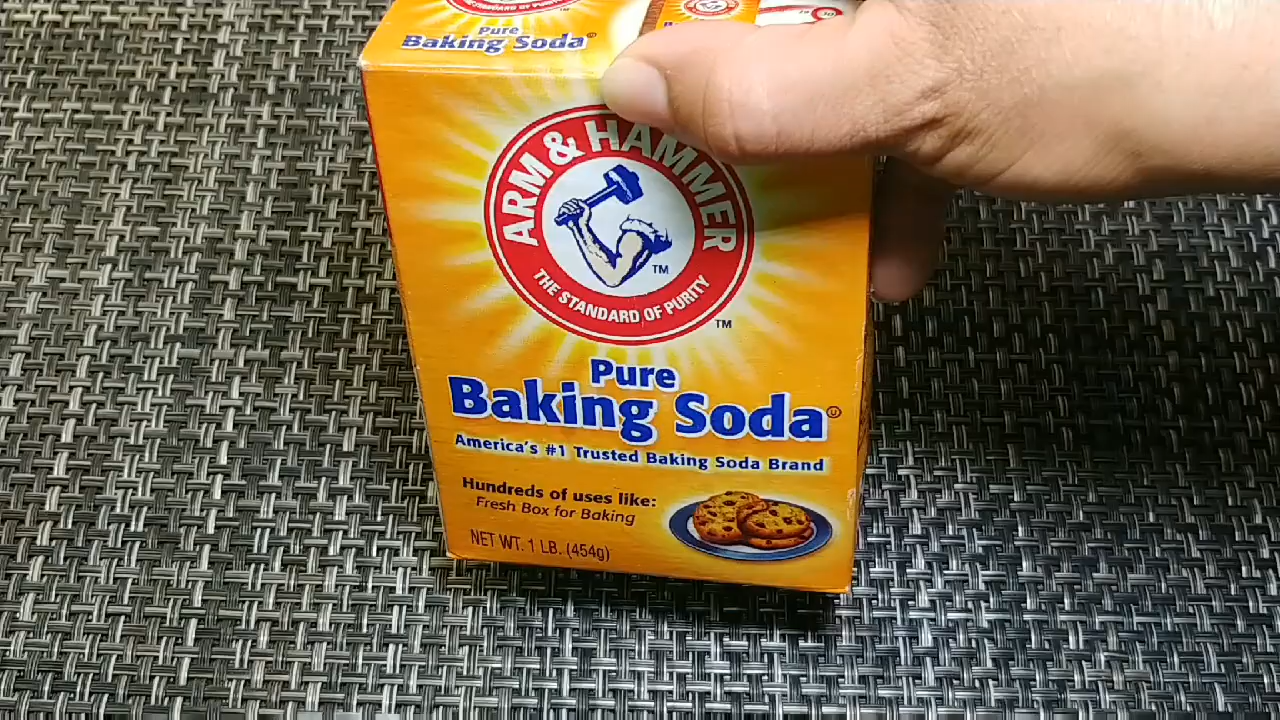 Pure
Baking Soda
ARM & HAMMER
TM
THE STANDARD OF PURITY
TM
Pure
Baking Soda
America's #1 Trusted Baking Soda Brand
Hundreds of uses like:
Fresh Box for Baking
NET WT. 1 LB. (454g)